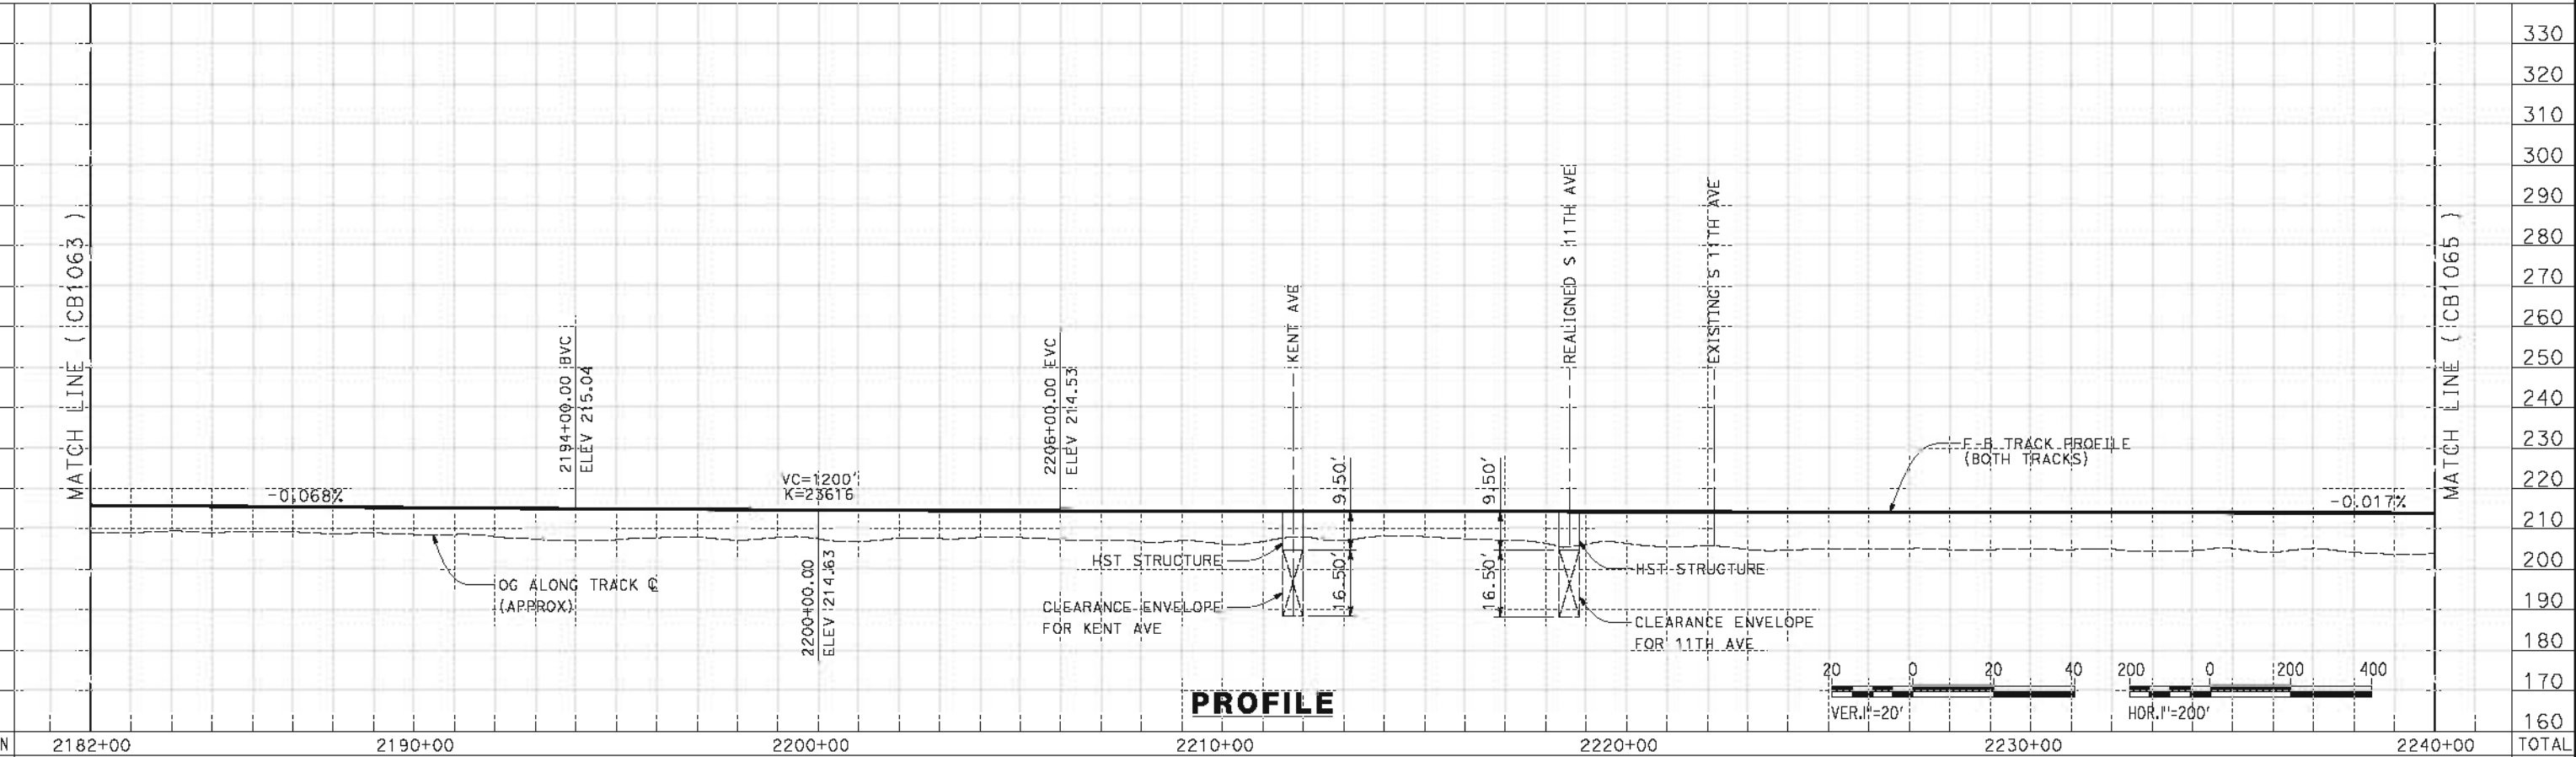 MATCH LINE ( CB1063 )
-0.068%
OG ALONG TRACK ℄
(APPROX)
2194+00.00 BVC
ELEV 215.04
VC=1200'
K=23616
2200+00.00
ELEV 214.63
2206+00.00 EVC
ELEV 214.53
HST STRUCTURE
CLEARANCE ENVELOPE
FOR KENT AVE
KENT AVE
9.50'
16.50'
9.50'
16.50'
REALIGNED S 11TH AVE
HST STRUCTURE
CLEARANCE ENVELOPE
FOR 11TH AVE
EXISTING S 11TH AVE
F-B TRACK PROFILE
(BOTH TRACKS)
-0.017%
MATCH LINE ( CB1065 )
330
320
310
300
290
280
270
260
250
240
230
220
210
200
190
180
170
160
PROFILE
20 0 20 40
VER.1"=20'
200 0 200 400
HOR.1"=200'
N 2182+00 2190+00 2200+00 2210+00 2220+00 2230+00 2240+00 TOTAL